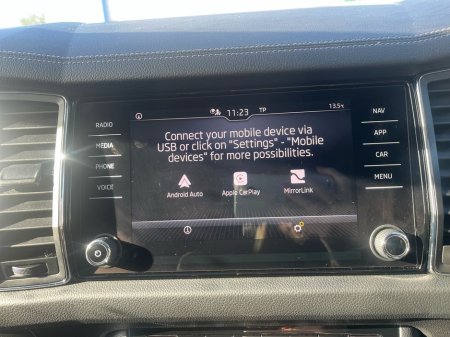 11:23
TP
13.5°C
RADIO
MEDIA
PHONE
VOICE
Connect your mobile device via
USB or click on "Settings" - "Mobile
devices" for more possibilities.
Android Auto
Apple CarPlay
MirrorLink
NAV
APP
CAR
MENU